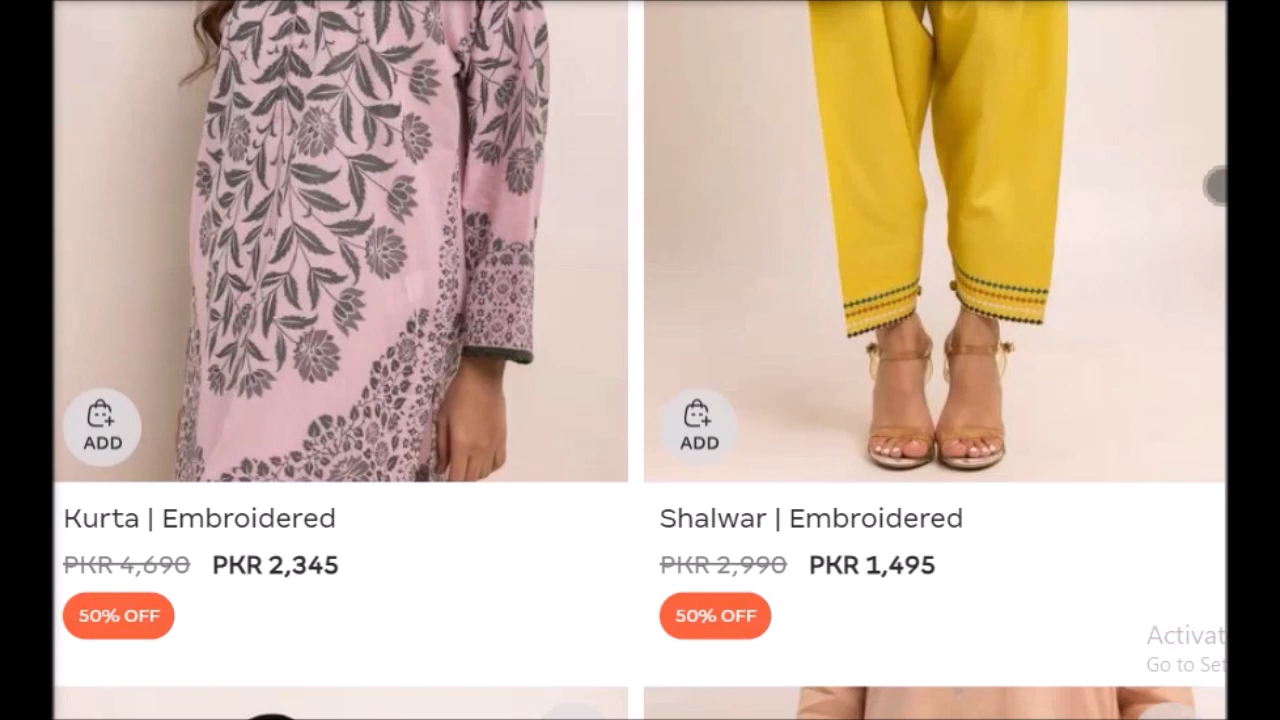 ADD
ADD
Kurta | Embroidered
PKR 4,690 PKR 2,345
50% OFF
Shalwar | Embroidered
PKR 2,990 PKR 1,495
50% OFF
Activat
Go to Set